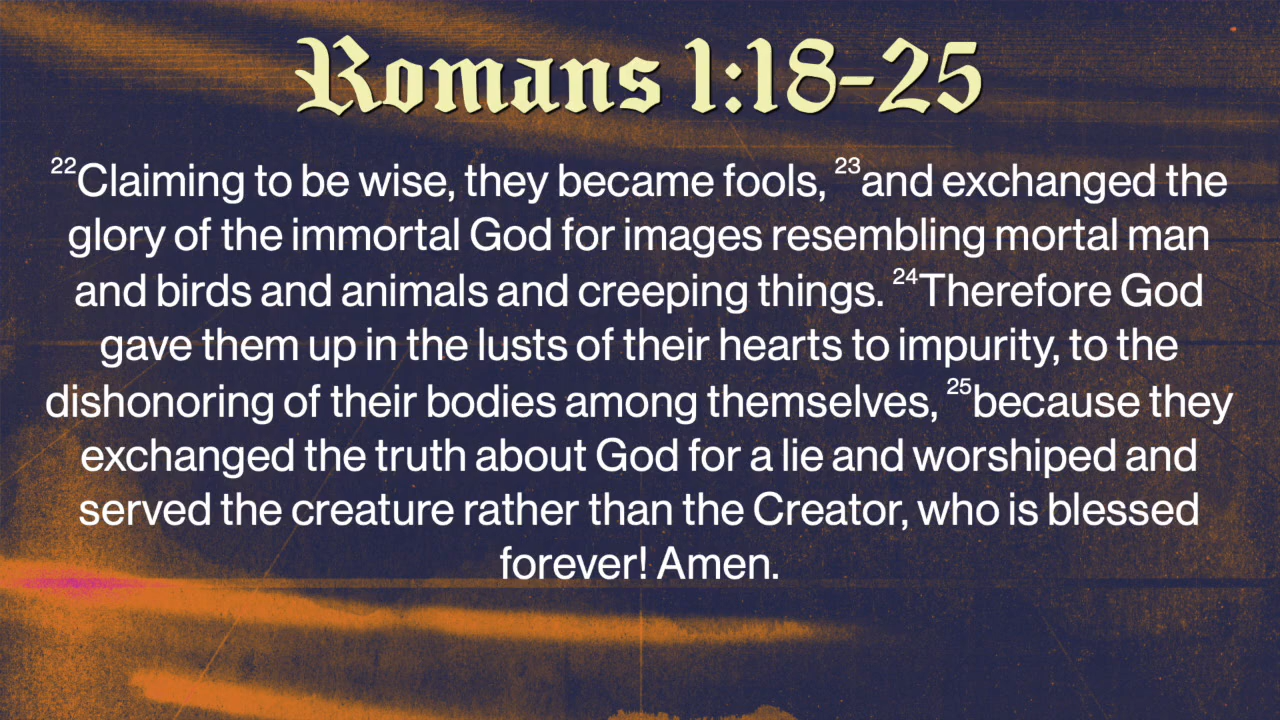 Romans 1:18-25
22Claiming to be wise, they became fools, 23and exchanged the
glory of the immortal God for images resembling mortal man
and birds and animals and creeping things. 24Therefore God
gave them up in the lusts of their hearts to impurity, to the
dishonoring of their bodies among themselves, 25because they
exchanged the truth about God for a lie and worshiped and
served the creature rather than the Creator, who is blessed
forever! Amen.